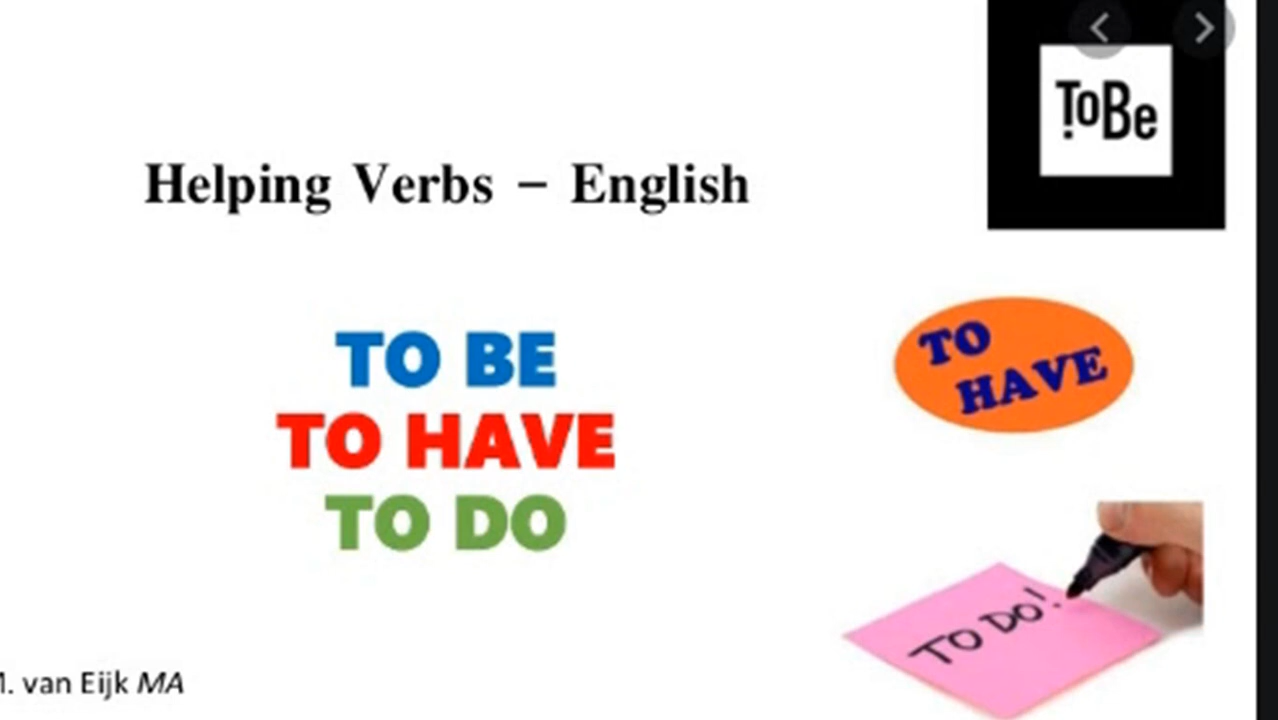 ToBe
Helping Verbs – English
TO BE
TO HAVE
TO DO
TO
HAVE
TO DO!
van Eijk MA